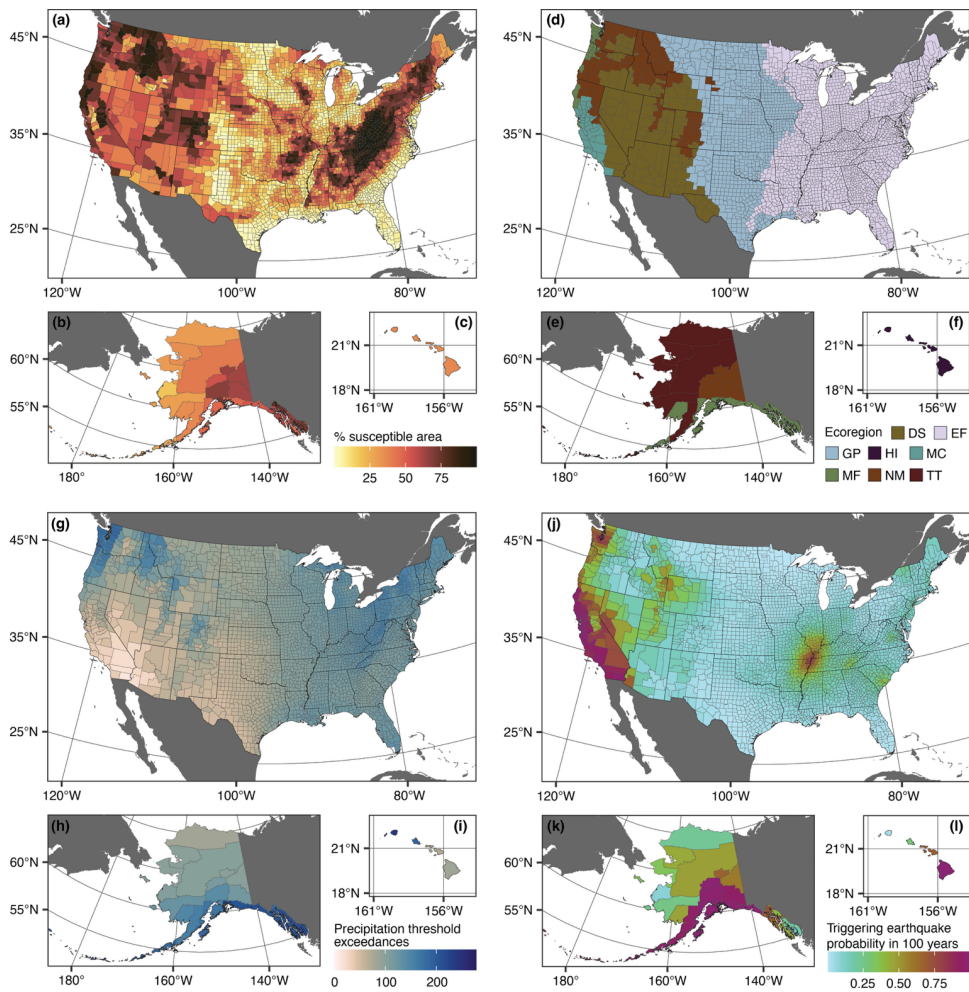 (a)
45°N
35°N
25°N
120°W
100°W
80°W
(d)
45°N
35°N
25°N
120°W
100°W
80°W
(b)
60°N
55°N
180°
160°W
140°W
(c)
21°N
18°N
161°W
156°W
% susceptible area
25
50
75
(e)
60°N
55°N
180°
160°W
140°W
(f)
21°N
18°N
161°W
156°W
Ecoregion
DS
EF
GP
HI
MC
MF
NM
TT
(g)
45°N
35°N
25°N
120°W
100°W
80°W
(j)
45°N
35°N
25°N
120°W
100°W
80°W
(h)
60°N
55°N
180°
160°W
140°W
(i)
21°N
18°N
161°W
156°W
Precipitation threshold
exceedances
0
100
200
(k)
60°N
55°N
180°
160°W
140°W
(l)
21°N
18°N
161°W
156°W
Triggering earthquake
probability in 100 years
0.25
0.50
0.75